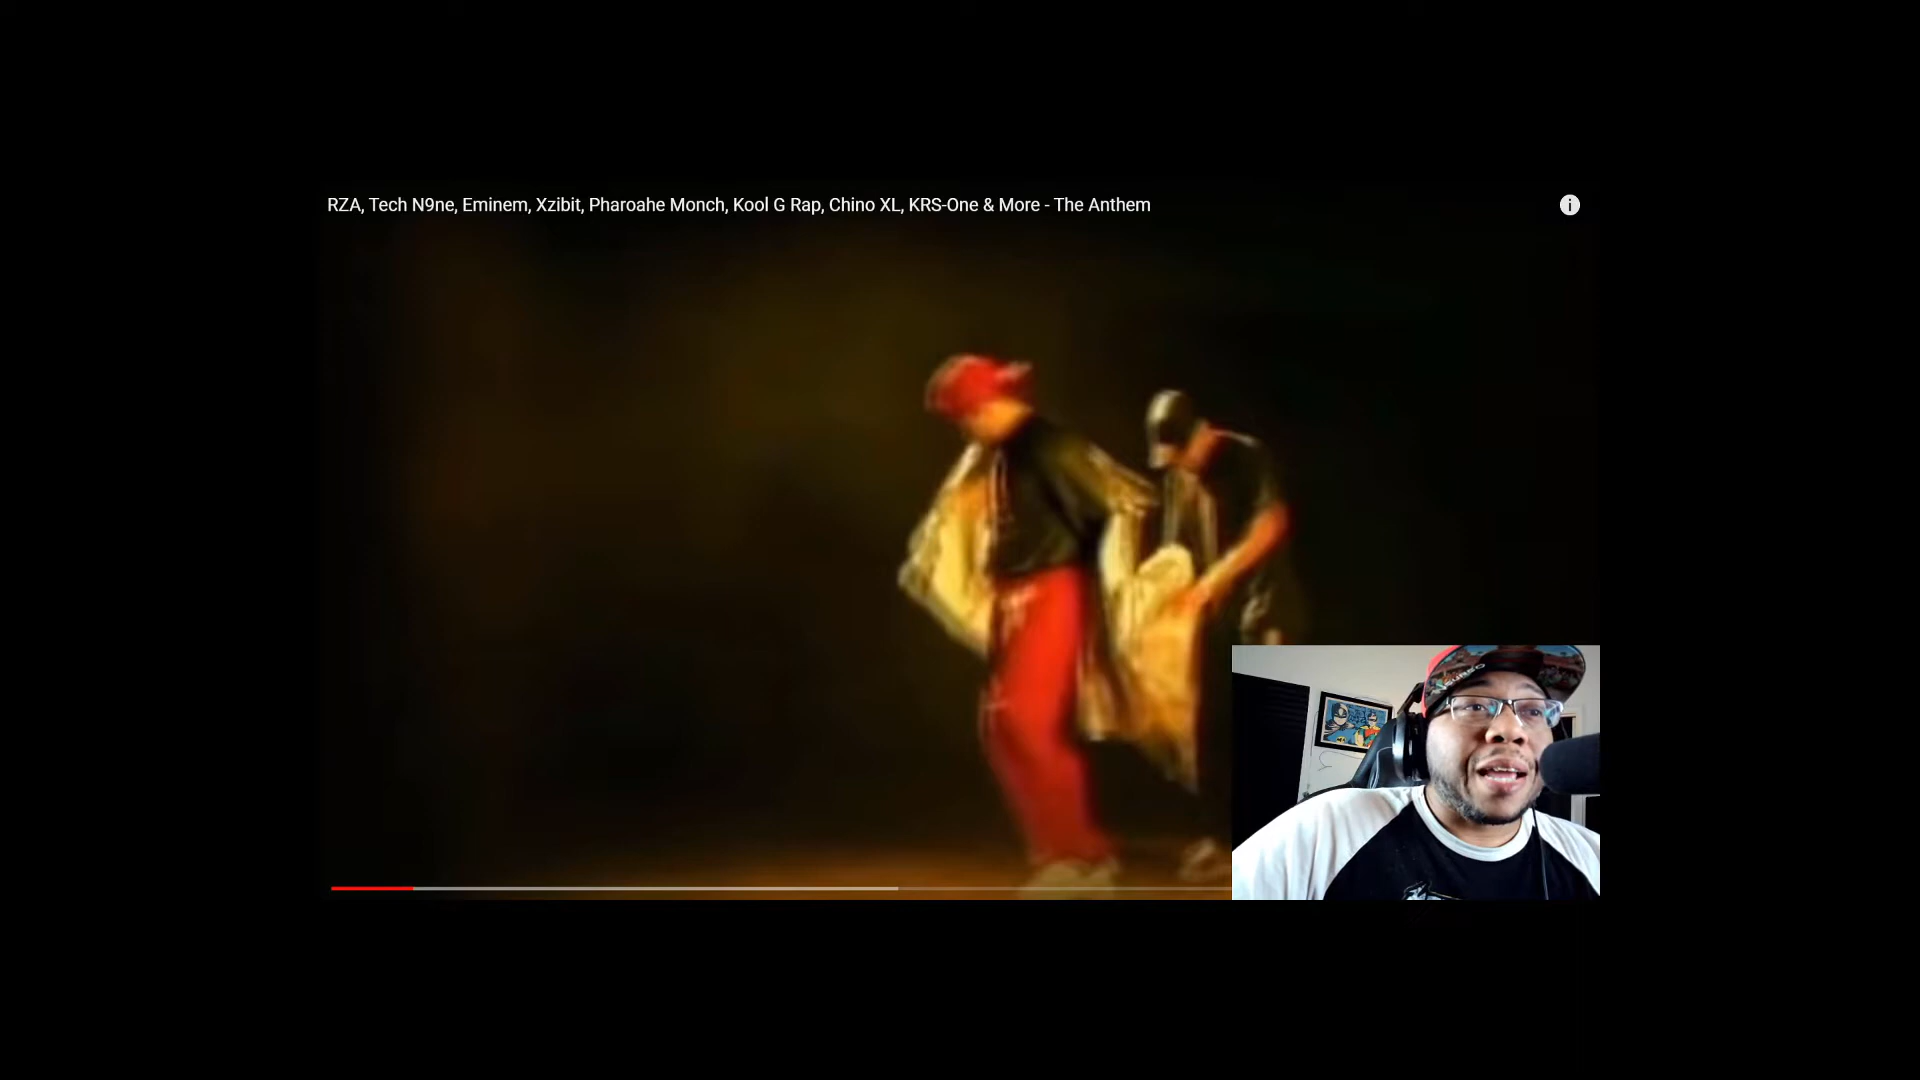 RZA, Tech N9ne, Eminem, Xzibit, Pharoahe Monch, Kool G Rap, Chino XL, KRS-One & More - The Anthem